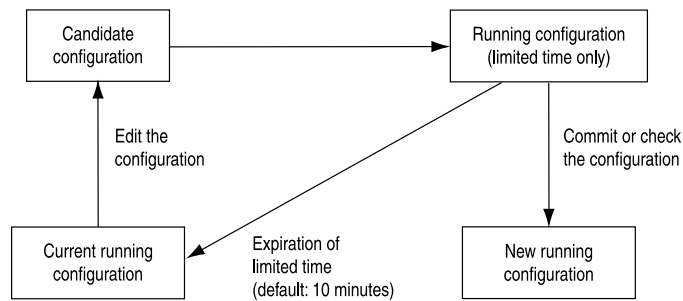 Candidate
configuration
Running configuration
(limited time only)
Edit the
configuration
Commit or check
the configuration
Current running
configuration
Expiration of
limited time
(default: 10 minutes)
New running
configuration